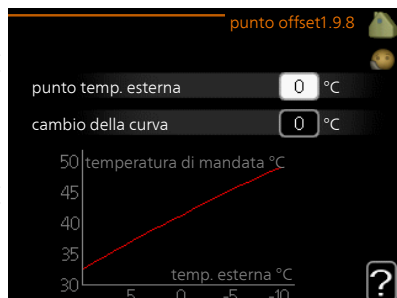 punto offset1.9.8
punto temp. esterna 0 °C
cambio della curva 0 °C
50 temperatura di mandata °C
45
40
35
30
temp. esterna °C
5 0 -5 -10
?